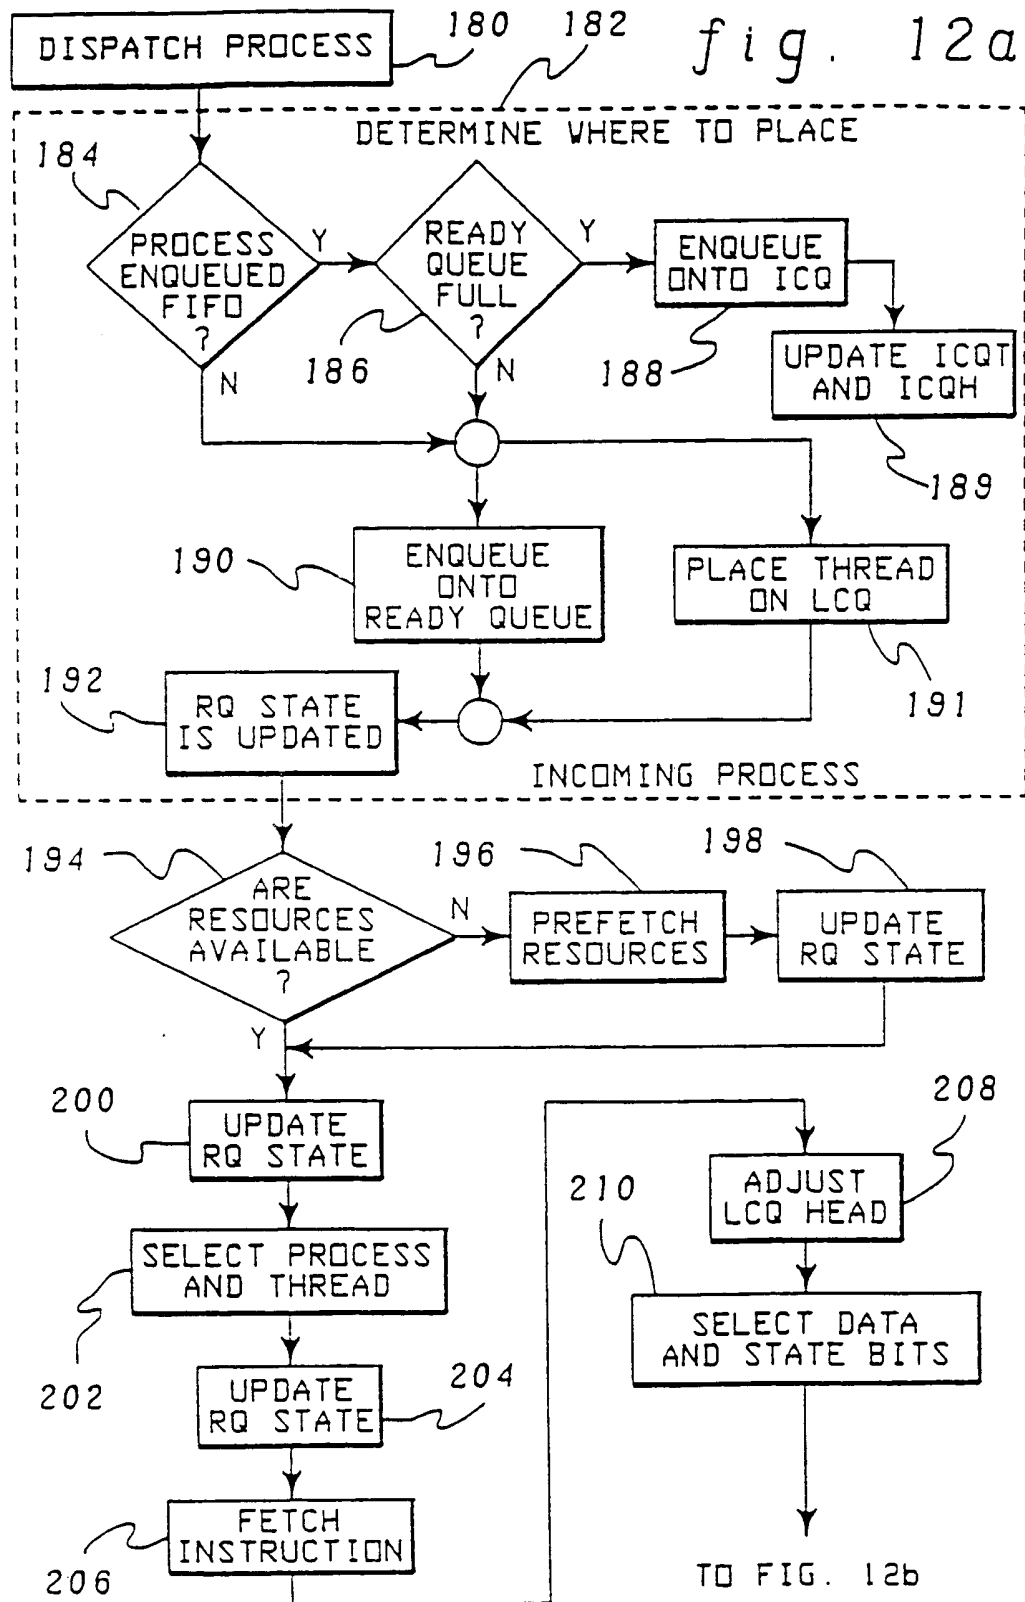 fig. 12a
DISPATCH PROCESS
180
182
DETERMINE WHERE TO PLACE
184
PROCESS
ENQUEUED
FIFO
?
Y
N
READY
QUEUE
FULL
?
Y
N
186
ENQUEUE
ONTO ICQ
188
UPDATE ICQT
AND ICQH
189
190
ENQUEUE
ONTO
READY QUEUE
PLACE THREAD
ON LCQ
191
192
RQ STATE
IS UPDATED
INCOMING PROCESS
194
ARE
RESOURCES
AVAILABLE
?
N
Y
196
PREFETCH
RESOURCES
198
UPDATE
RQ STATE
200
UPDATE
RQ STATE
SELECT PROCESS
AND THREAD
202
UPDATE
RQ STATE
204
FETCH
INSTRUCTION
206
208
ADJUST
LCQ HEAD
210
SELECT DATA
AND STATE BITS
TO FIG. 12b